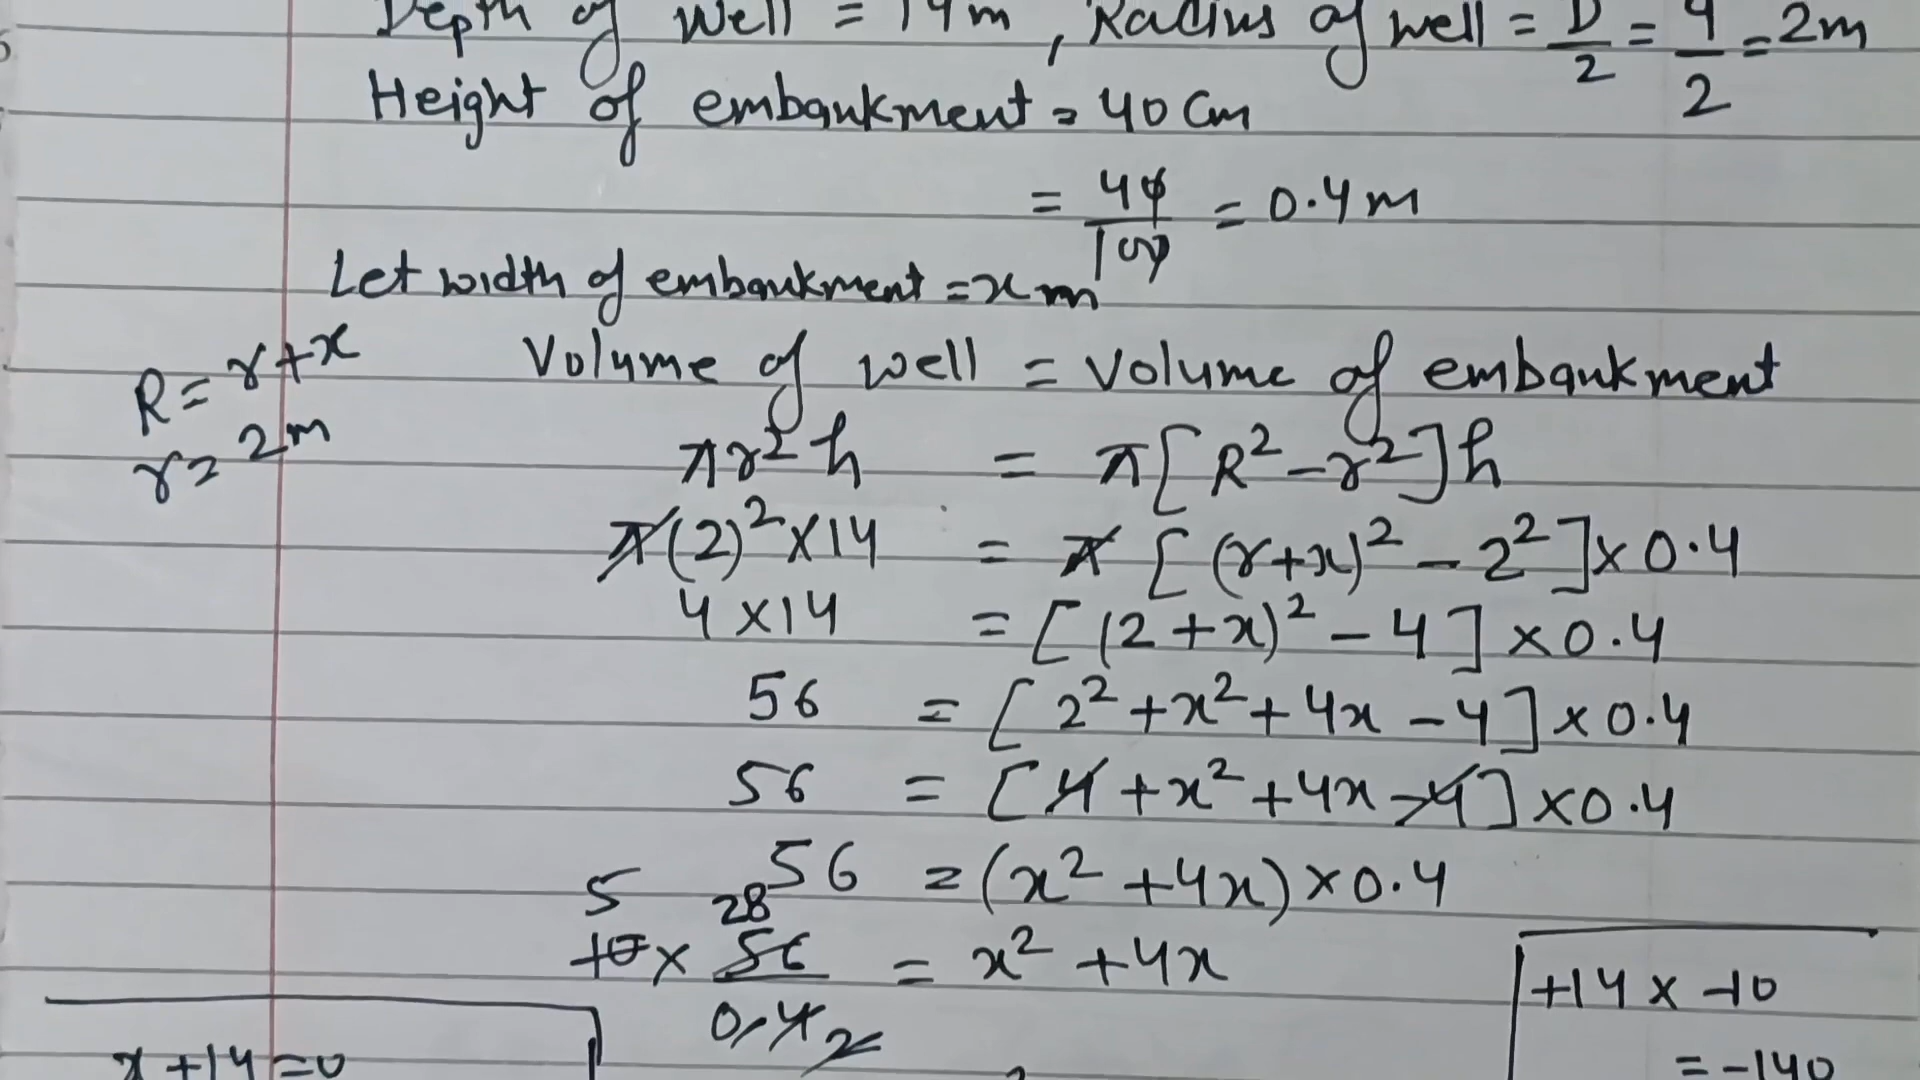 Depth of well = 14m, Radius of well = D/2 = 4/2 = 2m
Height of embankment = 40 cm
= 40/100 = 0.4m
Let width of embankment = x m
R = r+x
Volume of well = Volume of embankment
r = 2m
πr²h = π[R²-r²]h
π(2)²×14 = π[(r+x)² - 2²]×0.4
4×14 = [(2+x)² - 4]×0.4
56 = [2²+x²+4x-4]×0.4
56 = [4+x²+4x-4]×0.4
56 = (x²+4x)×0.4
5 28
10 × 56/0.4 2 = x²+4x
+14 × -10
= -140
x+14=0